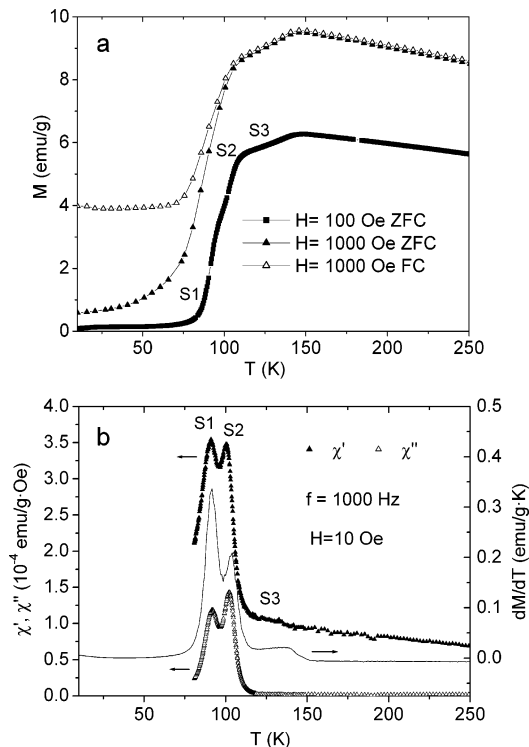 a
10
8
6
4
2
0
M (emu/g)
S1
S2
S3
H= 100 Oe ZFC
H= 1000 Oe ZFC
H= 1000 Oe FC
50 100 150 200 250
T (K)
b
4.0
3.5
3.0
2.5
2.0
1.5
1.0
0.5
0.0
χ', χ'' (10⁻⁴ emu/g·Oe)
S1 S2
χ' χ''
f = 1000 Hz
H=10 Oe
S3
0.5
0.4
0.3
0.2
0.1
0.0
dM/dT (emu/g·K)
50 100 150 200 250
T (K)